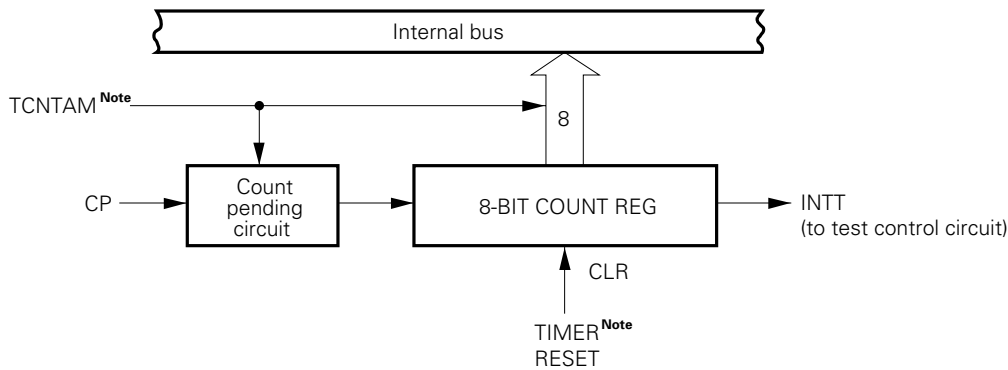 Internal bus
TCNTAM Note
8
CP
Count
pending
circuit
8-BIT COUNT REG
INTT
(to test control circuit)
CLR
TIMER Note
RESET